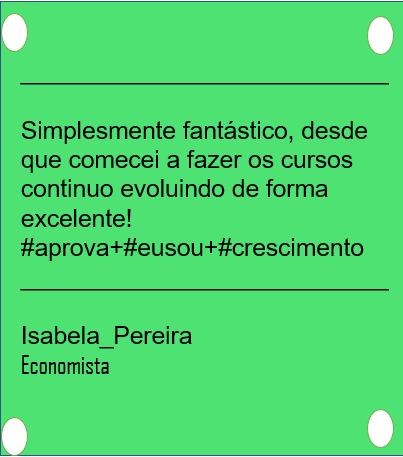 Simplesmente fantástico, desde
que comecei a fazer os cursos
continuo evoluindo de forma
excelente!
#aprova+#eusou+#crescimento
Isabela_Pereira
Economista